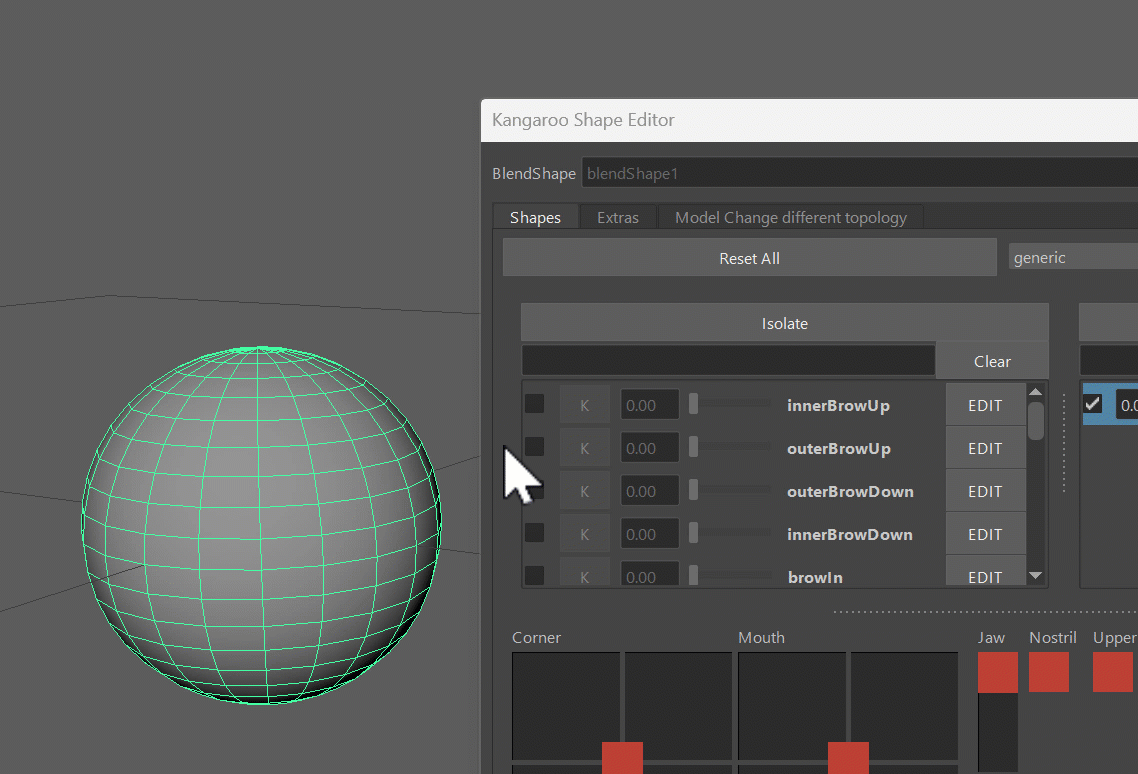 Kangaroo Shape Editor
BlendShape blendShape1
Shapes Extras Model Change different topology
Reset All generic
Isolate
Clear
K 0.00 innerBrowUp EDIT
K 0.00 outerBrowUp EDIT
K 0.00 outerBrowDown EDIT
K 0.00 innerBrowDown EDIT
K 0.00 browIn EDIT
Corner Mouth Jaw Nostril Upper